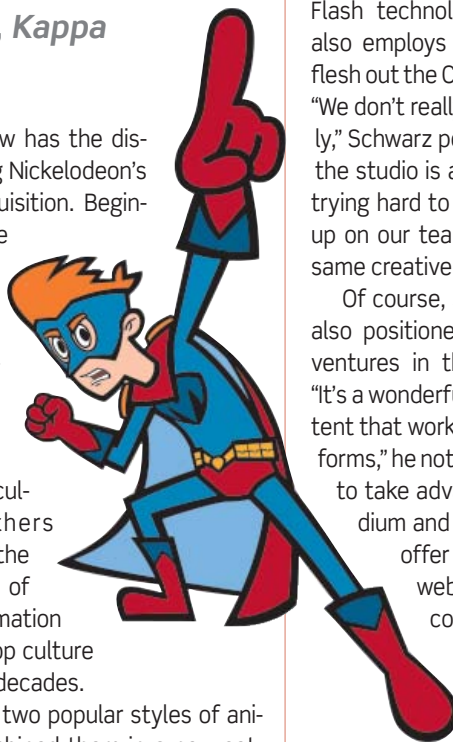 , Kappa
w has the dis-
g Nickelodeon's
uisition. Begin-
e
cul-
thers
the
of
mation
op culture
decades.
two popular styles of ani-
Flash technol
also employs
flesh out the C
"We don't reall
ly," Schwarz po
the studio is a
trying hard to
up on our tea
same creative
Of course,
also positione
ventures in th
"It's a wonderfu
tent that work
forms," he not
to take adv
dium and
offer
web
co